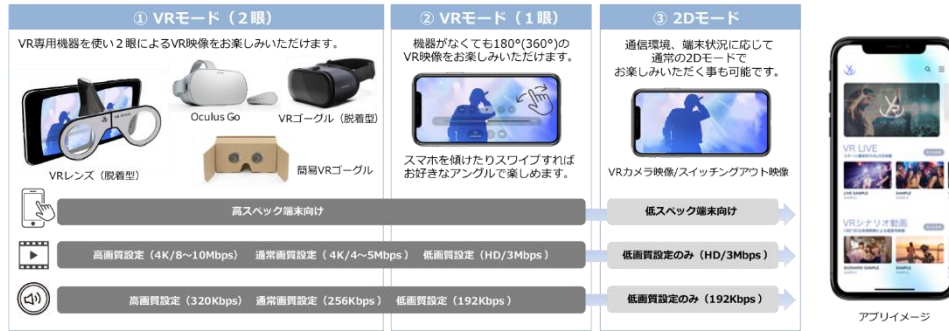 ① VRモード（２眼）
VR専用機器を使い２眼によるVR映像をお楽しみいただけます。
Oculus Go
VRゴーグル（脱着型）
VRレンズ（脱着型）
簡易VRゴーグル
② VRモード（１眼）
機器がなくても180°(360°)の
VR映像をお楽しみいただけます。
スマホを傾けたりスワイプすれば
お好きなアングルで楽しめます。
③ 2Dモード
通信環境、端末状況に応じて
通常の2Dモードで
お楽しみいただく事も可能です。
VRカメラ映像/スイッチングアウト映像
高スペック端末向け
低スペック端末向け
高画質設定（4K/8～10Mbps） 通常画質設定（ 4K/4～5Mbps ） 低画質設定（HD/3Mbps）
低画質設定のみ（HD/3Mbps ）
高画質設定（320Kbps） 通常画質設定（256Kbps ） 低画質設定（192Kbps ）
低画質設定のみ（192Kbps ）
VR LIVE
LIVE SAMPLE
SAMPLE
VRシナリオ動画
SCENARIO SAMPLE
SAMPLE
アプリイメージ